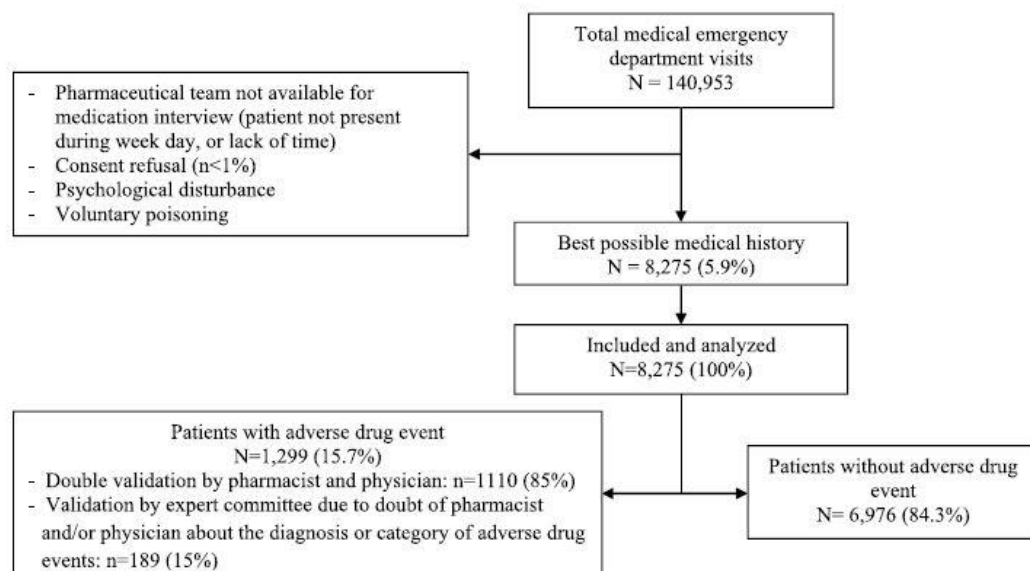 Total medical emergency
department visits
N = 140,953
- Pharmaceutical team not available for
medication interview (patient not present
during week day, or lack of time)
- Consent refusal (n<1%)
- Psychological disturbance
- Voluntary poisoning
Best possible medical history
N = 8,275 (5.9%)
Included and analyzed
N=8,275 (100%)
Patients with adverse drug event
N=1,299 (15.7%)
- Double validation by pharmacist and physician: n=1110 (85%)
- Validation by expert committee due to doubt of pharmacist
and/or physician about the diagnosis or category of adverse drug
events: n=189 (15%)
Patients without adverse drug
event
N= 6,976 (84.3%)